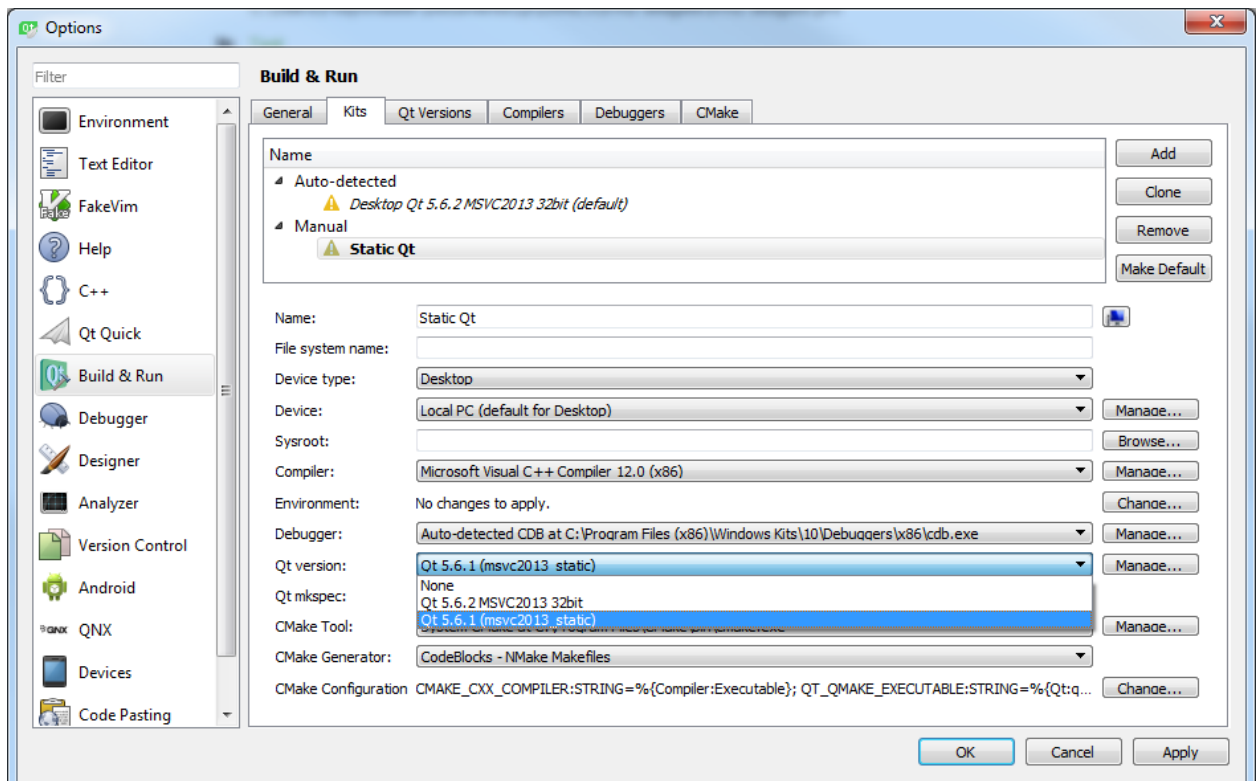 Options
Filter
Environment
Text Editor
FakeVim
Help
C++
Qt Quick
Build & Run
Debugger
Designer
Analyzer
Version Control
Android
QNX
Devices
Code Pasting
Build & Run
General Kits Qt Versions Compilers Debuggers CMake
Name
Auto-detected
Desktop Qt 5.6.2 MSVC2013 32bit (default)
Manual
Static Qt
Add
Clone
Remove
Make Default
Name: Static Qt
File system name:
Device type: Desktop
Device: Local PC (default for Desktop) Manage...
Sysroot: Browse...
Compiler: Microsoft Visual C++ Compiler 12.0 (x86) Manage...
Environment: No changes to apply. Change...
Debugger: Auto-detected CDB at C:\Program Files (x86)\Windows Kits\10\Debuggers\x86\cdb.exe Manage...
Qt version: Qt 5.6.1 (msvc2013_static) Manage...
None
Qt 5.6.2 MSVC2013 32bit
Qt 5.6.1 (msvc2013_static)
Qt mkspec:
CMake Tool: Manage...
CMake Generator: CodeBlocks - NMake Makefiles
CMake Configuration CMAKE_CXX_COMPILER:STRING=%{Compiler:Executable}; QT_QMAKE_EXECUTABLE:STRING=%{Qt:q... Change...
OK Cancel Apply